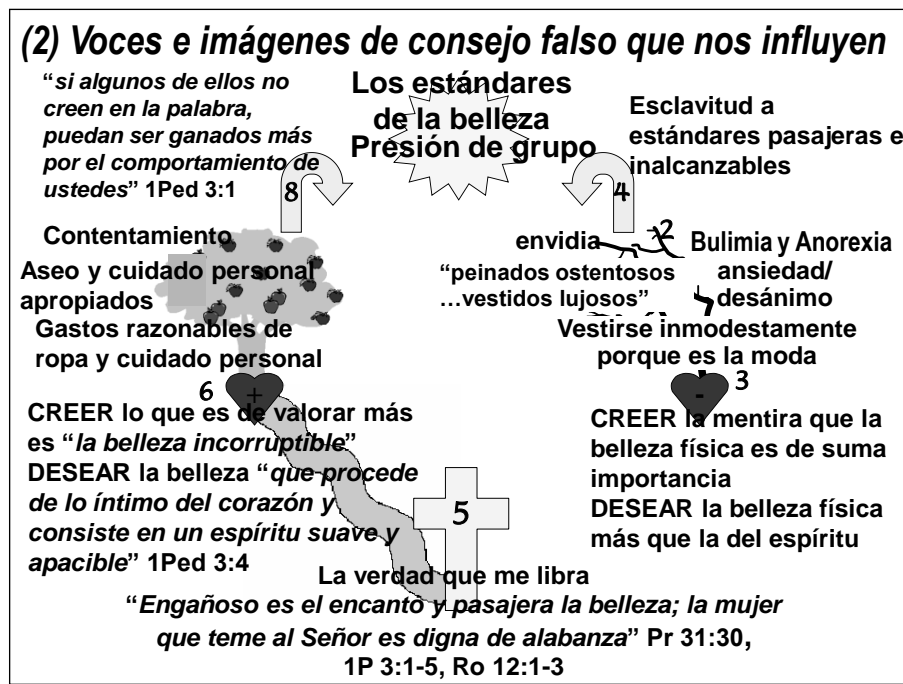 (2) Voces e imágenes de consejo falso que nos influyen
“si algunos de ellos no
creen en la palabra,
puedan ser ganados más
por el comportamiento de
ustedes” 1Ped 3:1
Los estándares
de la belleza
Presión de grupo
Esclavitud a
estándares pasajeras e
inalcanzables
8
4
Contentamiento
Aseo y cuidado personal
apropiados
Gastos razonables de
ropa y cuidado personal
envidia
2
Bulimia y Anorexia
ansiedad/
desánimo
“peinados ostentosos
…vestidos lujosos”
Vestirse inmodestamente
porque es la moda
6
+
3
-
CREER lo que es de valorar más
es “la belleza incorruptible”
DESEAR la belleza “que procede
de lo íntimo del corazón y
consiste en un espíritu suave y
apacible” 1Ped 3:4
5
CREER la mentira que la
belleza física es de suma
importancia
DESEAR la belleza física
más que la del espíritu
La verdad que me libra
“Engañoso es el encanto y pasajera la belleza; la mujer
que teme al Señor es digna de alabanza” Pr 31:30,
1P 3:1-5, Ro 12:1-3